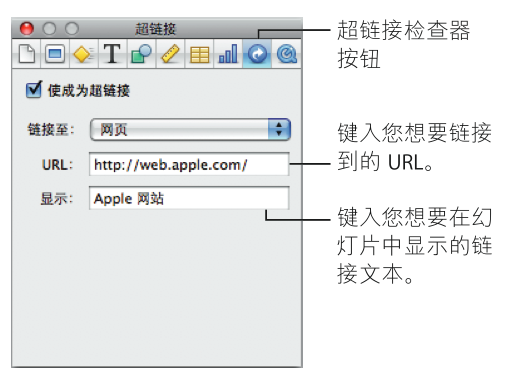 超链接
T
使成为超链接
链接至: 网页
URL: http://web.apple.com/
显示: Apple 网站
超链接检查器
按钮
键入您想要链接
到的 URL。
键入您想要在幻
灯片中显示的链
接文本。